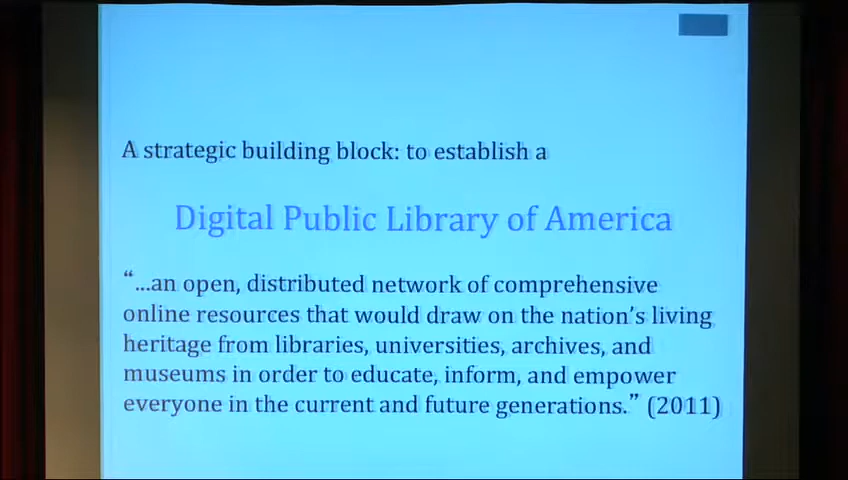 A strategic building block: to establish a
Digital Public Library of America
“...an open, distributed network of comprehensive
online resources that would draw on the nation’s living
heritage from libraries, universities, archives, and
museums in order to educate, inform, and empower
everyone in the current and future generations.” (2011)